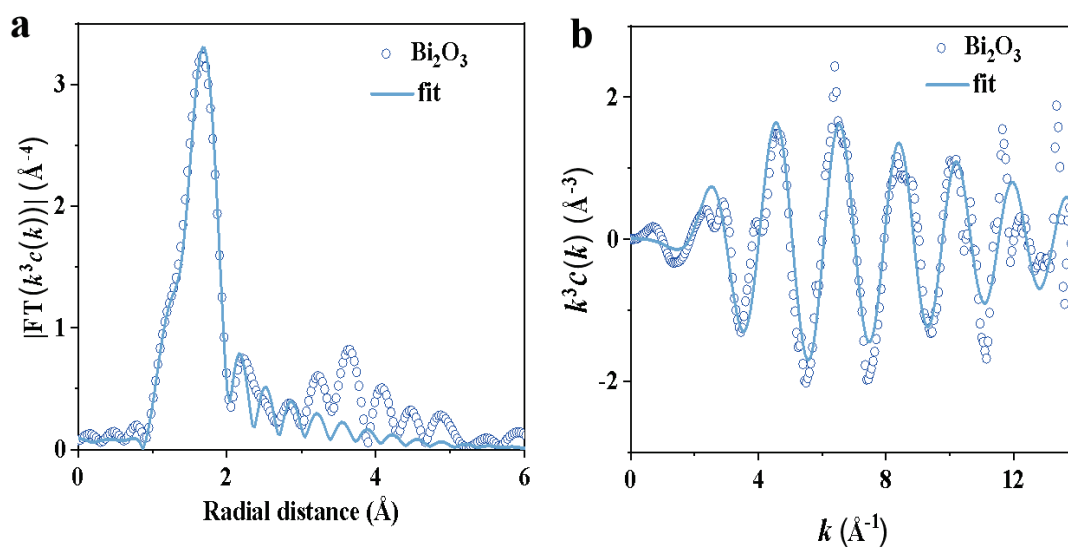 a
Bi₂O₃
fit
|FT(k³c(k))| (Å⁻⁴)
3
2
1
0
0 2 4 6
Radial distance (Å)
b
Bi₂O₃
fit
k³c(k) (Å⁻³)
2
0
-2
0 4 8 12
k (Å⁻¹)